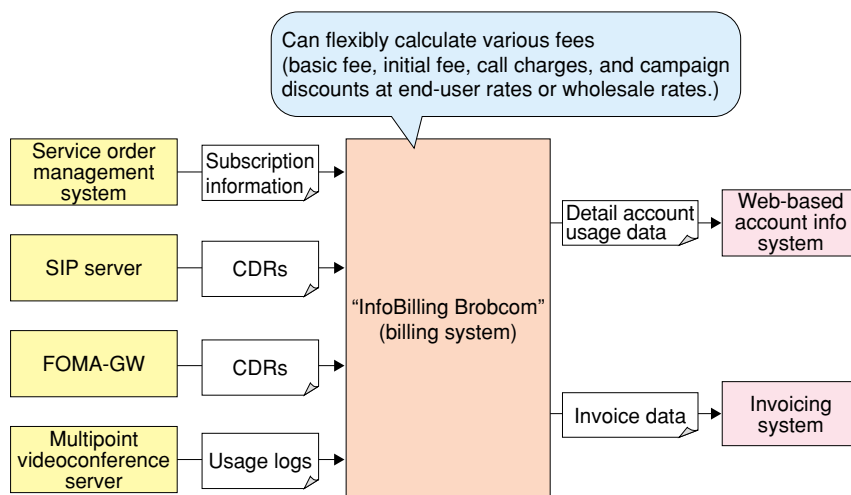 Can flexibly calculate various fees
(basic fee, initial fee, call charges, and campaign
discounts at end-user rates or wholesale rates.)
Service order
management
system
Subscription
information
SIP server
CDRs
FOMA-GW
CDRs
Multipoint
videoconference
server
Usage logs
“InfoBilling Brobcom”
(billing system)
Detail account
usage data
Web-based
account info
system
Invoice data
Invoicing
system